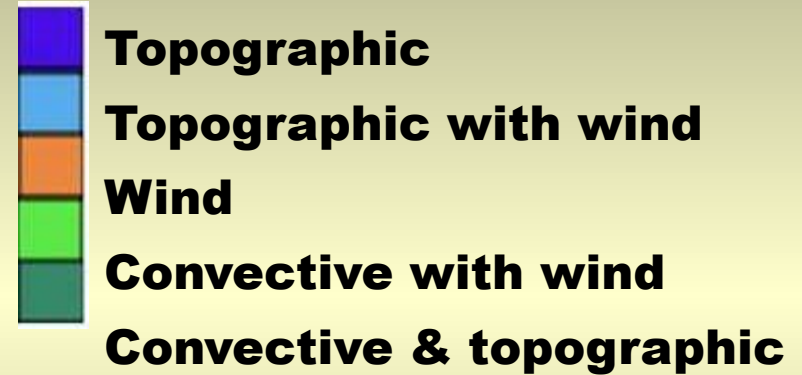 Topographic
Topographic with wind
Wind
Convective with wind
Convective & topographic